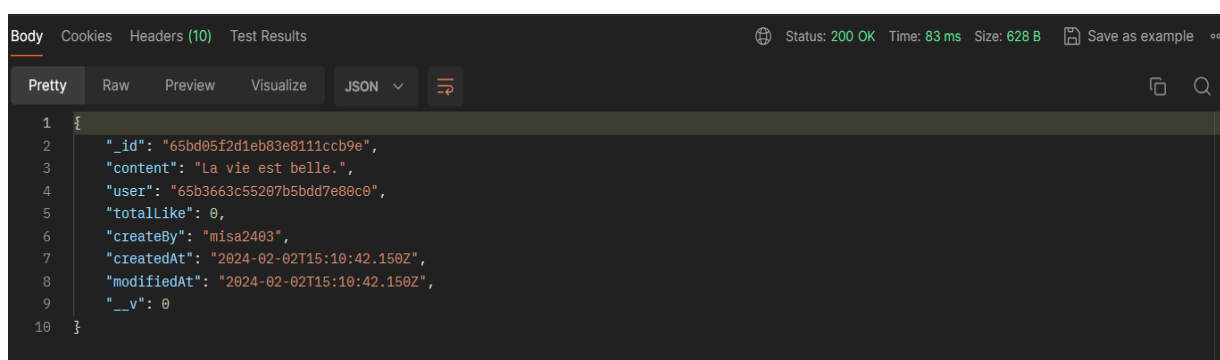 Body Cookies Headers (10) Test Results Status: 200 OK Time: 83 ms Size: 628 B Save as example
Pretty Raw Preview Visualize JSON
1 {
2 "_id": "65bd05f2d1eb83e8111ccb9e",
3 "content": "La vie est belle.",
4 "user": "65b3663c55207b5bdd7e80c0",
5 "totalLike": 0,
6 "createBy": "misa2403",
7 "createdAt": "2024-02-02T15:10:42.150Z",
8 "modifiedAt": "2024-02-02T15:10:42.150Z",
9 "__v": 0
10 }